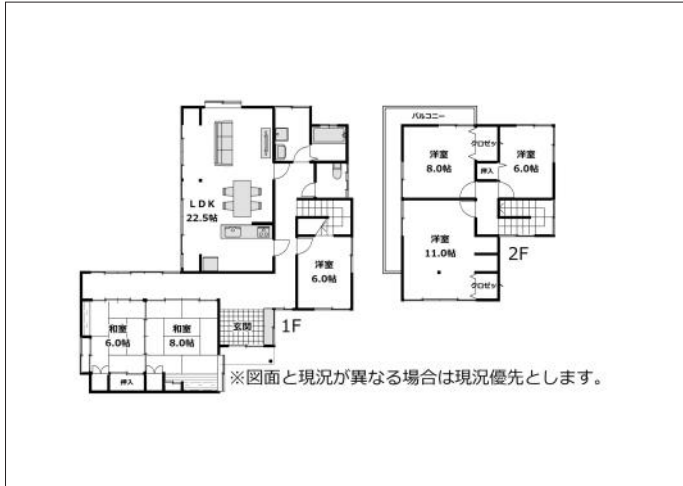 バルコニー
洋室
8.0帖
クロゼット
洋室
6.0帖
押入
LDK
22.5帖
洋室
11.0帖
2F
クロゼット
洋室
6.0帖
和室
6.0帖
和室
8.0帖
玄関
1F
押入
※図面と現況が異なる場合は現況優先とします。